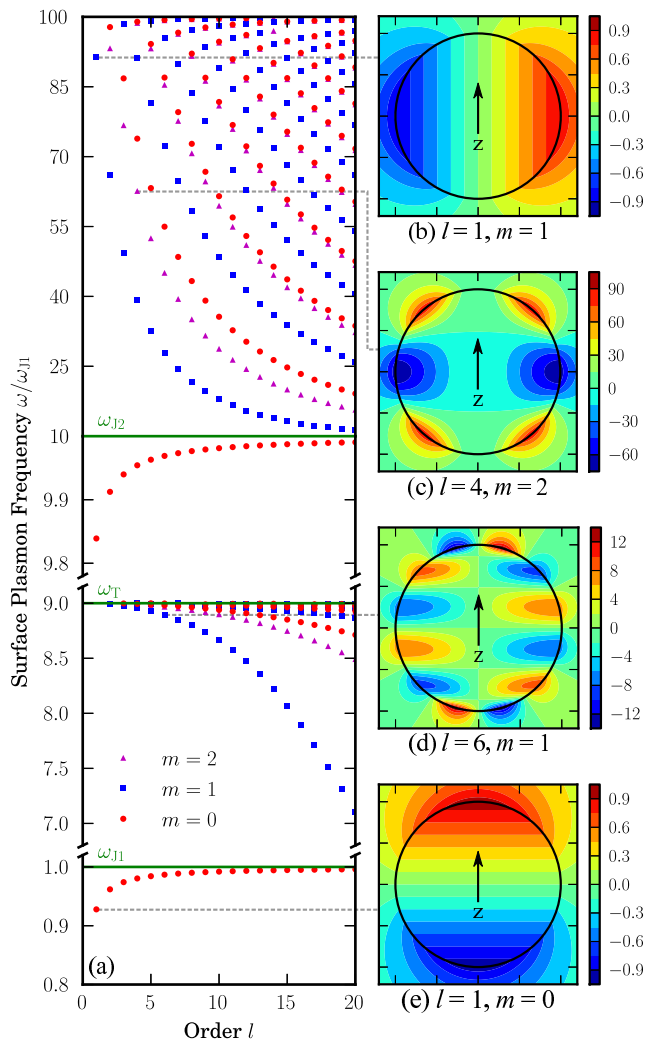 Surface Plasmon Frequency ω/ω_J1
100
85
70
55
40
25
10
9.9
9.8
9.0
8.5
8.0
7.5
7.0
1.0
0.9
0.8
ω_J2
ω_T
m = 2
m = 1
m = 0
ω_J1
(a)
0 5 10 15 20
Order l
z
0.9
0.6
0.3
0.0
−0.3
−0.6
−0.9
(b) l = 1, m = 1
z
90
60
30
0
−30
−60
(c) l = 4, m = 2
z
12
8
4
0
−4
−8
−12
(d) l = 6, m = 1
z
0.9
0.6
0.3
0.0
−0.3
−0.6
−0.9
(e) l = 1, m = 0